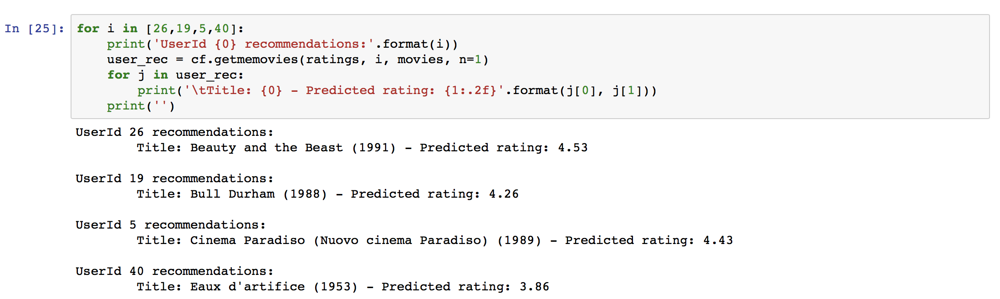 In [25]: for i in [26,19,5,40]:
    print('UserId {0} recommendations:'.format(i))
    user_rec = cf.getmemovies(ratings, i, movies, n=1)
    for j in user_rec:
        print('\tTitle: {0} - Predicted rating: {1:.2f}'.format(j[0], j[1]))
    print('')
UserId 26 recommendations:
        Title: Beauty and the Beast (1991) - Predicted rating: 4.53
UserId 19 recommendations:
        Title: Bull Durham (1988) - Predicted rating: 4.26
UserId 5 recommendations:
        Title: Cinema Paradiso (Nuovo cinema Paradiso) (1989) - Predicted rating: 4.43
UserId 40 recommendations:
        Title: Eaux d'artifice (1953) - Predicted rating: 3.86